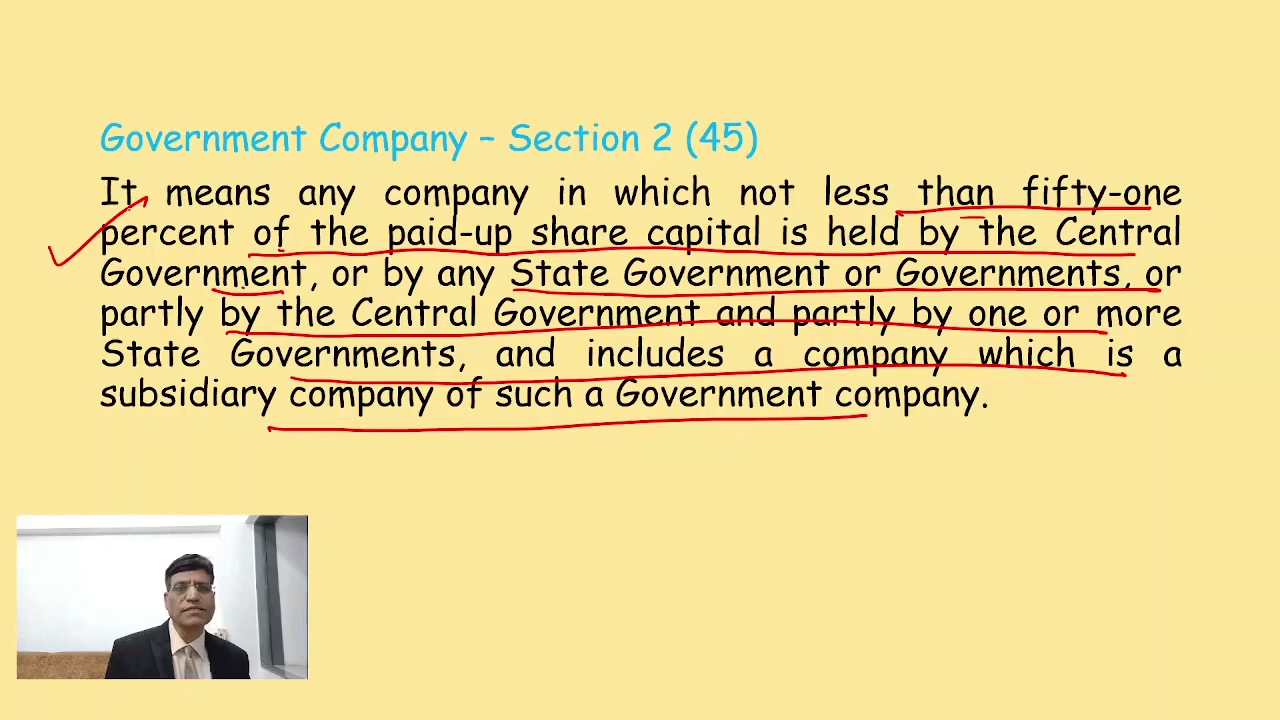 Government Company – Section 2 (45)
It means any company in which not less than fifty-one
percent of the paid-up share capital is held by the Central
Government, or by any State Government or Governments, or
partly by the Central Government and partly by one or more
State Governments, and includes a company which is a
subsidiary company of such a Government company.